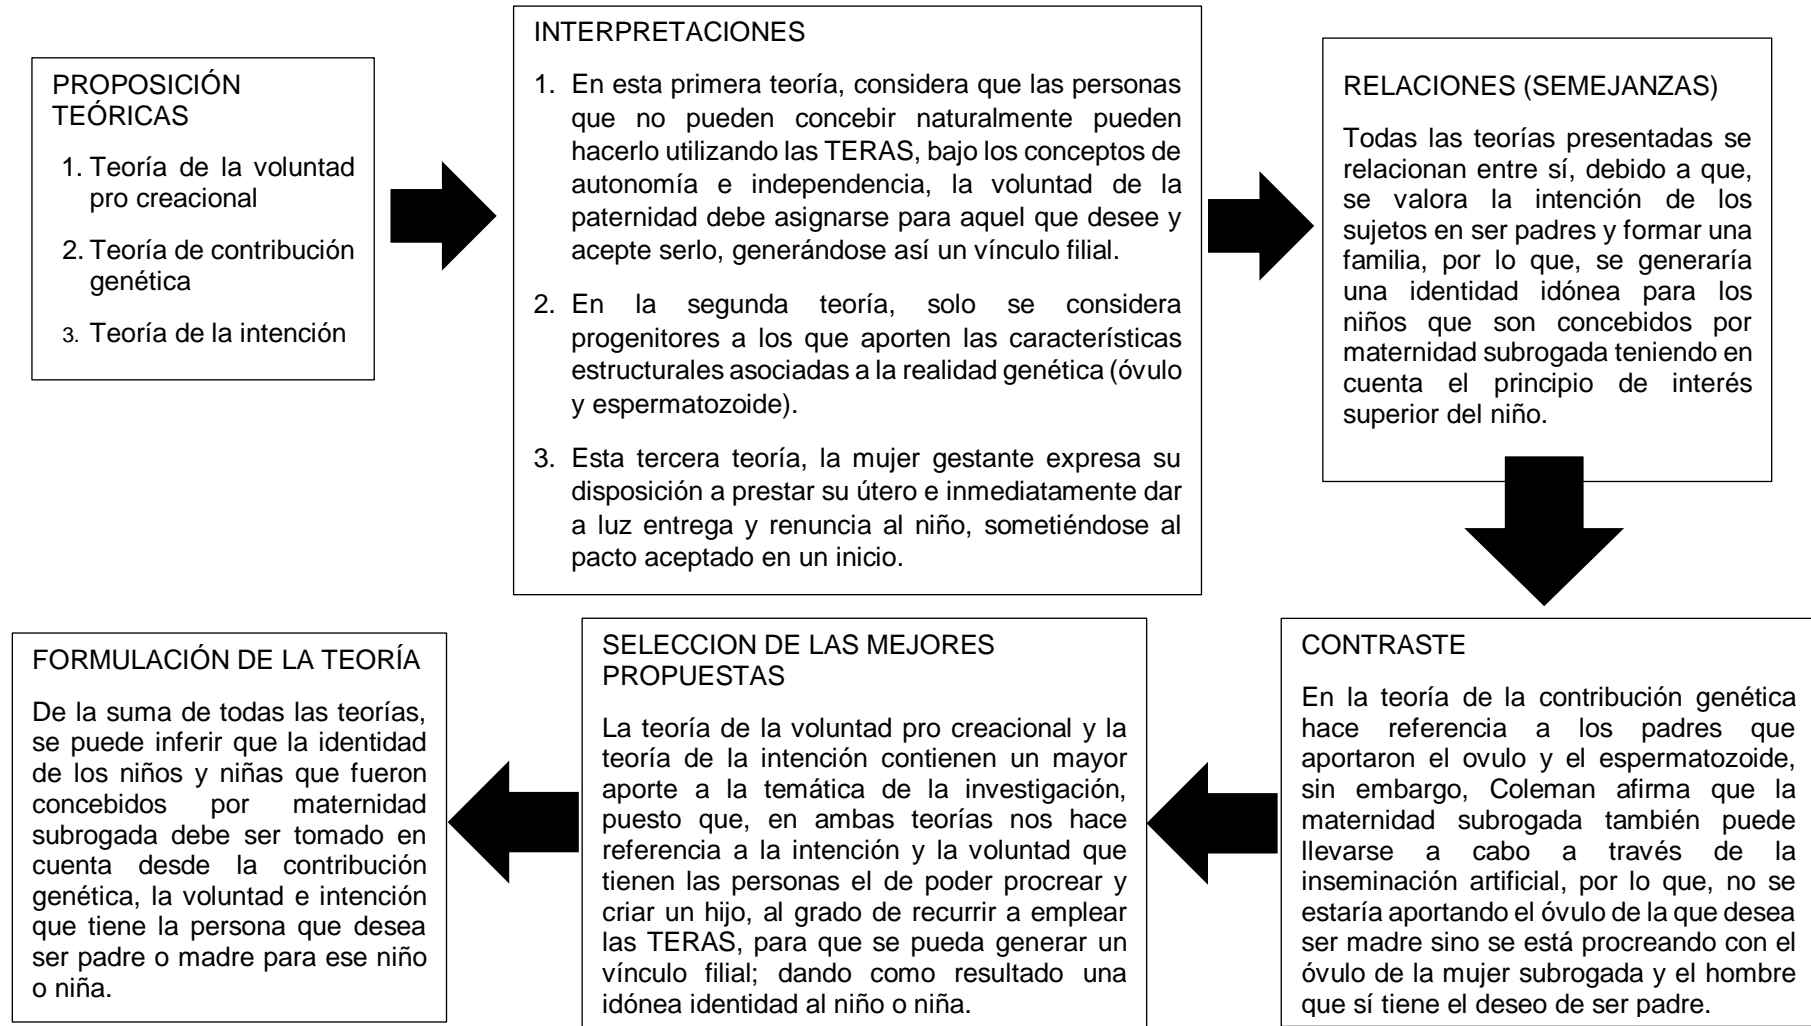 PROPOSICIÓN
TEÓRICAS
1. Teoría de la voluntad
pro creacional
2. Teoría de contribución
genética
3. Teoría de la intención
INTERPRETACIONES
1. En esta primera teoría, considera que las personas
que no pueden concebir naturalmente pueden
hacerlo utilizando las TERAS, bajo los conceptos de
autonomía e independencia, la voluntad de la
paternidad debe asignarse para aquel que desee y
acepte serlo, generándose así un vínculo filial.
2. En la segunda teoría, solo se considera
progenitores a los que aporten las características
estructurales asociadas a la realidad genética (óvulo
y espermatozoide).
3. Esta tercera teoría, la mujer gestante expresa su
disposición a prestar su útero e inmediatamente dar
a luz entrega y renuncia al niño, sometiéndose al
pacto aceptado en un inicio.
RELACIONES (SEMEJANZAS)
Todas las teorías presentadas se
relacionan entre sí, debido a que,
se valora la intención de los
sujetos en ser padres y formar una
familia, por lo que, se generaría
una identidad idónea para los
niños que son concebidos por
maternidad subrogada teniendo en
cuenta el principio de interés
superior del niño.
CONTRASTE
En la teoría de la contribución genética
hace referencia a los padres que
aportaron el ovulo y el espermatozoide,
sin embargo, Coleman afirma que la
maternidad subrogada también puede
llevarse a cabo a través de la
inseminación artificial, por lo que, no se
estaría aportando el óvulo de la que desea
ser madre sino se está procreando con el
óvulo de la mujer subrogada y el hombre
que sí tiene el deseo de ser padre.
SELECCION DE LAS MEJORES
PROPUESTAS
La teoría de la voluntad pro creacional y la
teoría de la intención contienen un mayor
aporte a la temática de la investigación,
puesto que, en ambas teorías nos hace
referencia a la intención y la voluntad que
tienen las personas el de poder procrear y
criar un hijo, al grado de recurrir a emplear
las TERAS, para que se pueda generar un
vínculo filial; dando como resultado una
idónea identidad al niño o niña.
FORMULACIÓN DE LA TEORÍA
De la suma de todas las teorías,
se puede inferir que la identidad
de los niños y niñas que fueron
concebidos por maternidad
subrogada debe ser tomado en
cuenta desde la contribución
genética, la voluntad e intención
que tiene la persona que desea
ser padre o madre para ese niño
o niña.